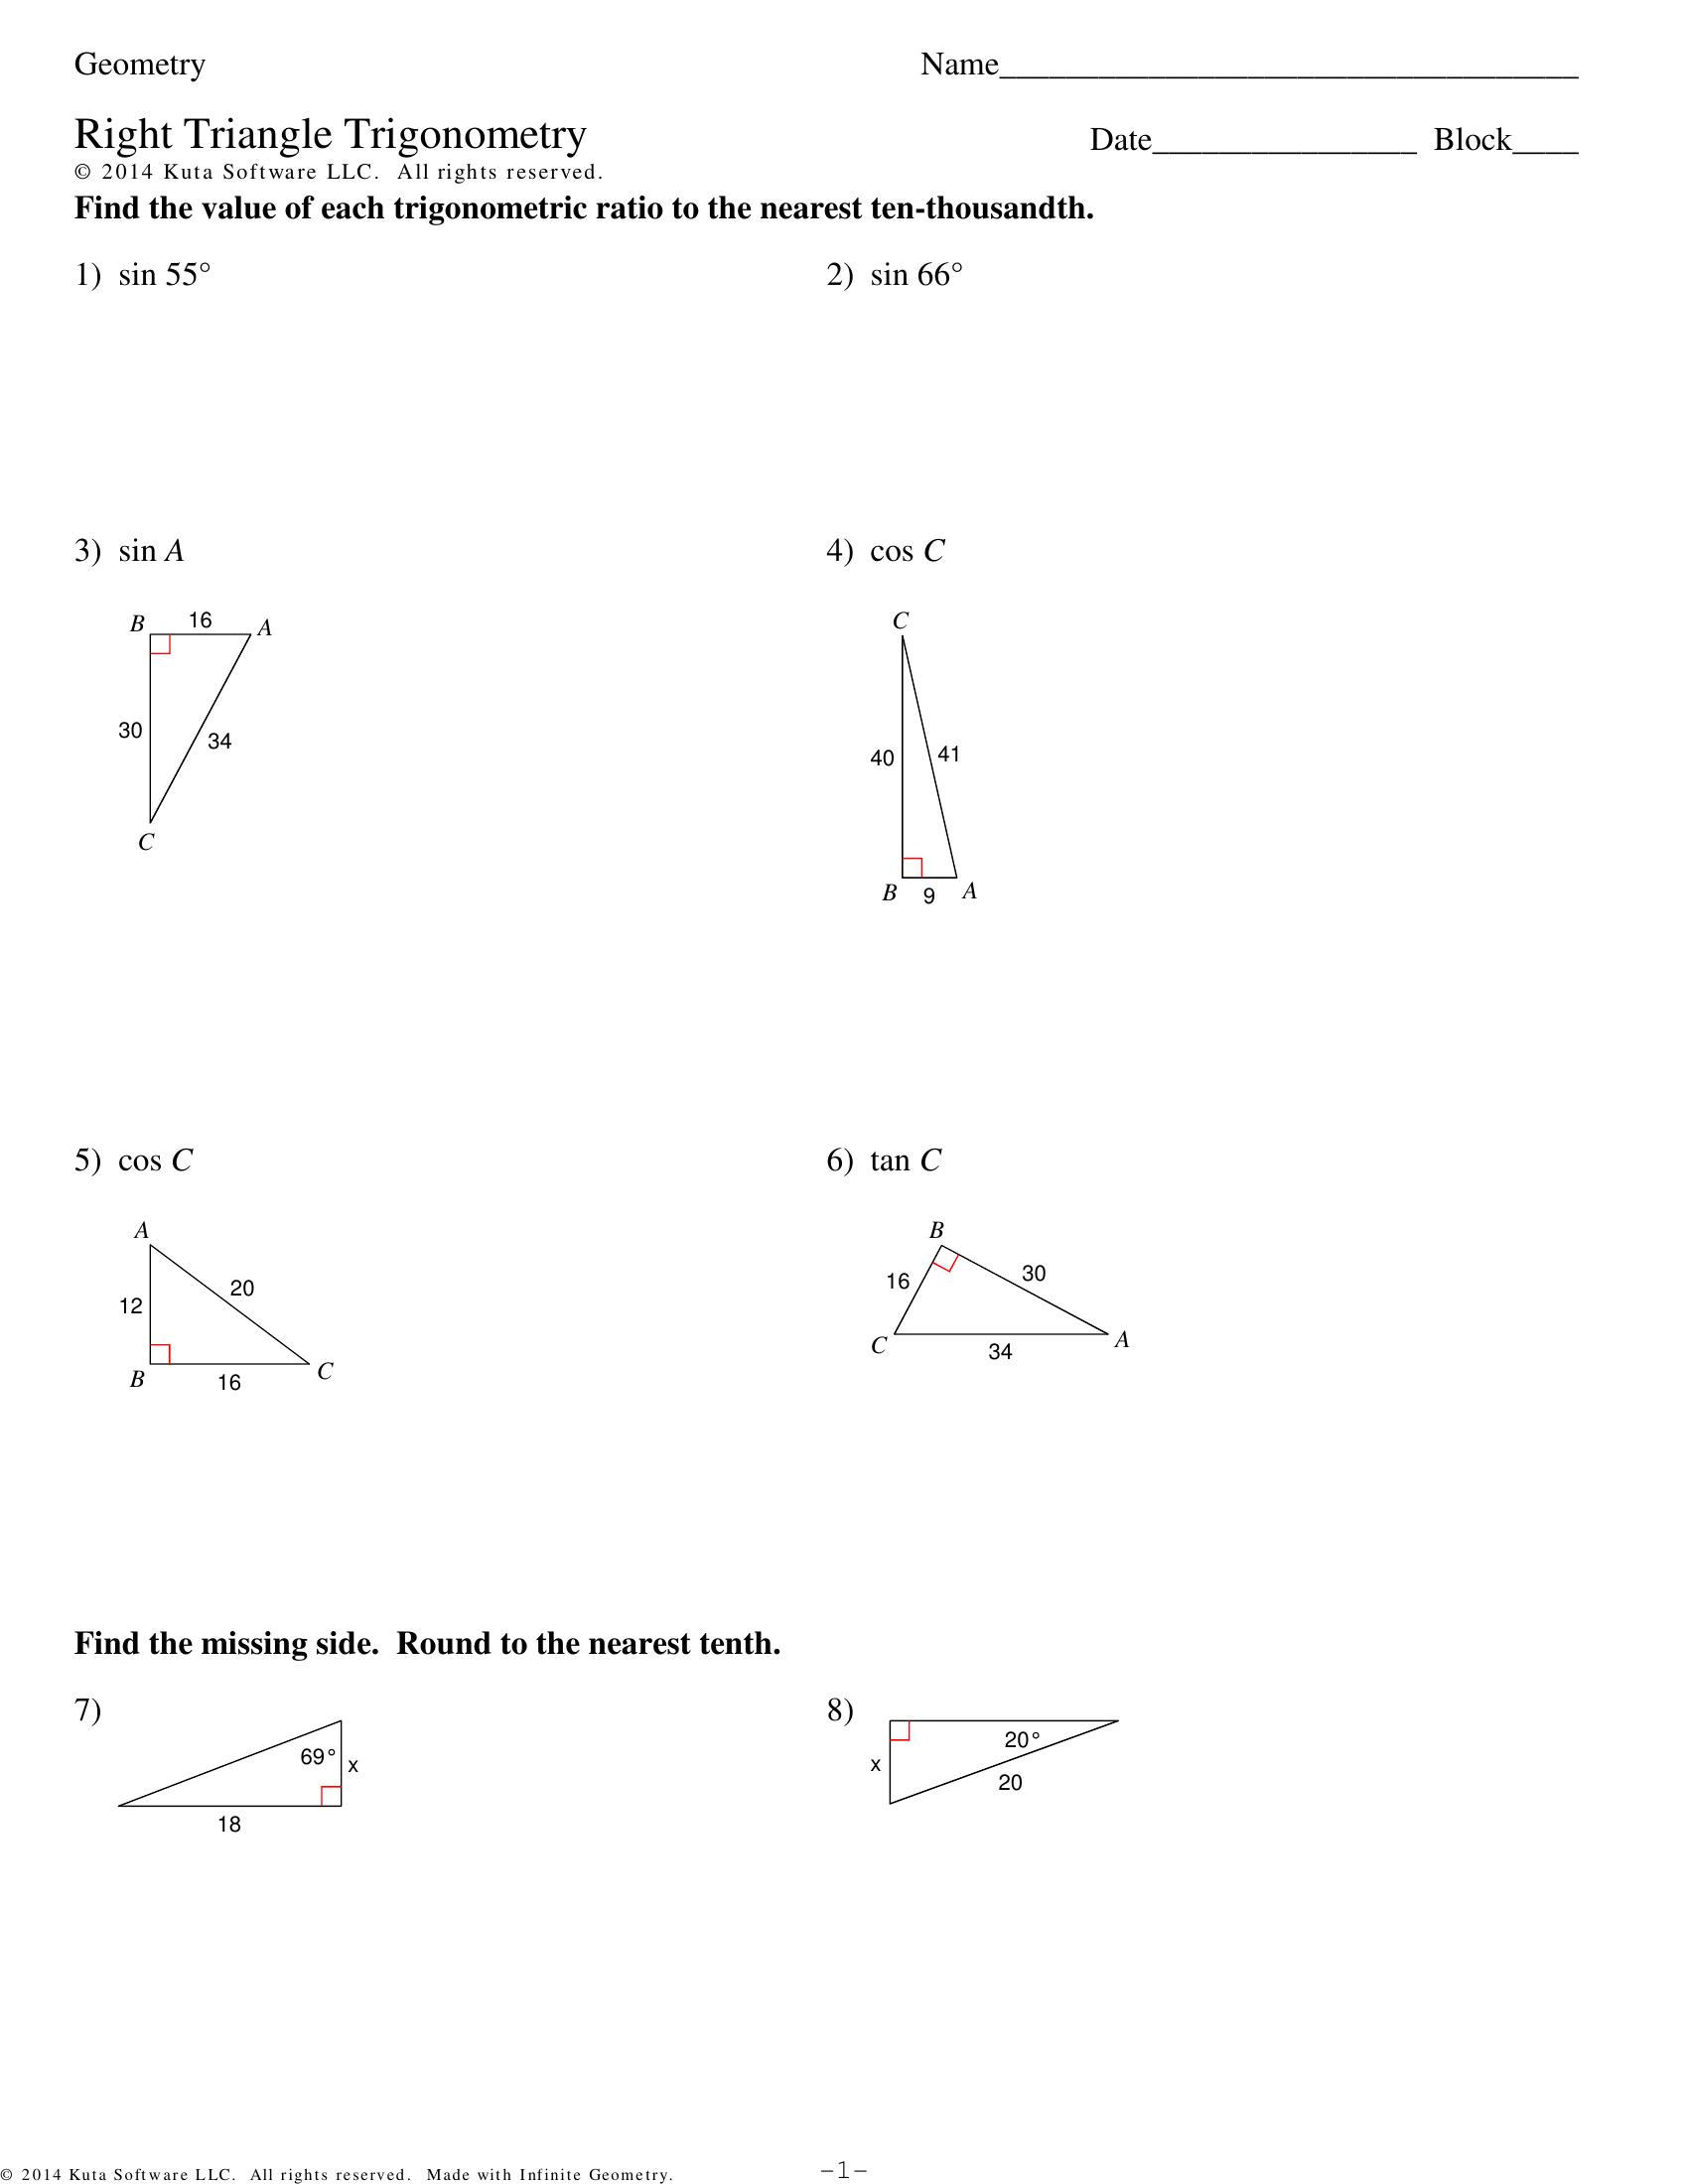 Geometry
Name___________________________________
Right Triangle Trigonometry
Date________________ Block____
© 2014 Kuta Software LLC. All rights reserved.
Find the value of each trigonometric ratio to the nearest ten-thousandth.
1) sin 55°
2) sin 66°
3) sin A
B 16 A
30
34
C
4) cos C
C
40 41
B 9 A
5) cos C
A
20
12
B 16 C
6) tan C
B
16 30
C 34 A
Find the missing side. Round to the nearest tenth.
7)
69° x
18
8)
20°
x
20
© 2014 Kuta Software LLC. All rights reserved. Made with Infinite Geometry.
-1-